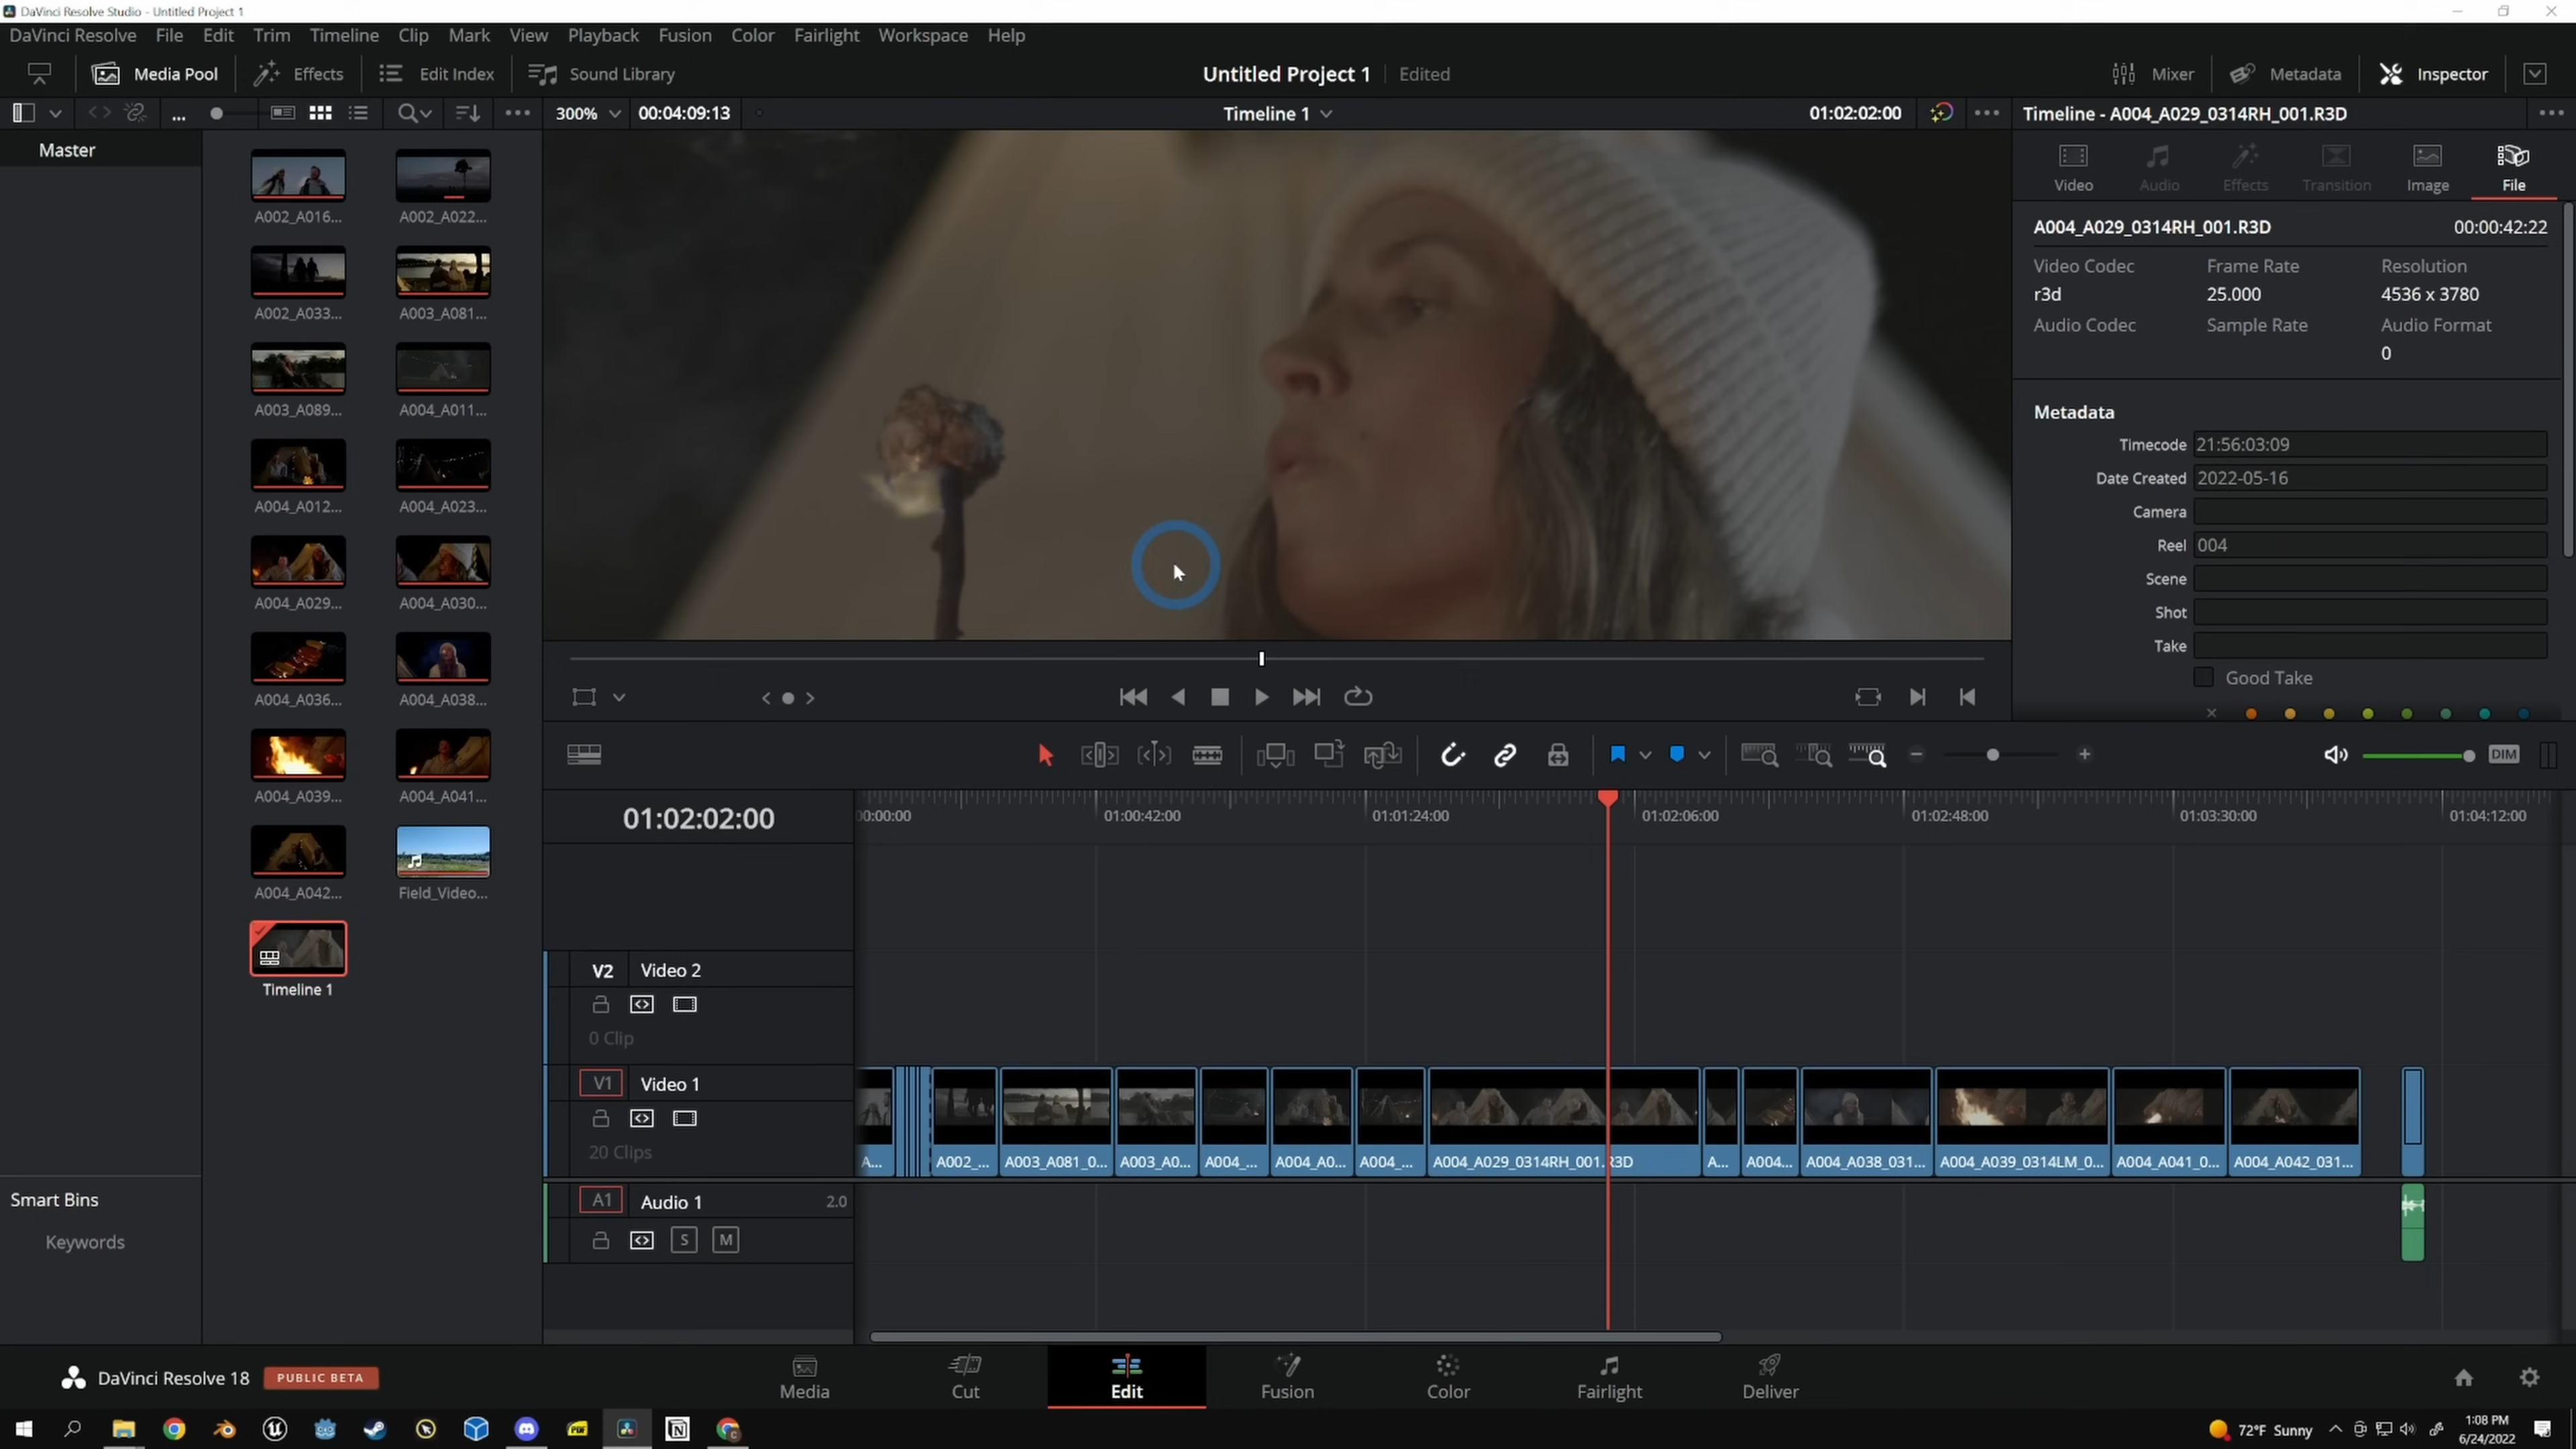 DaVinci Resolve Studio - Untitled Project 1
DaVinci Resolve File Edit Trim Timeline Clip Mark View Playback Fusion Color Fairlight Workspace Help
Media Pool Effects Edit Index Sound Library Untitled Project 1 Edited Mixer Metadata Inspector
... 300% 00:04:09:13 Timeline 1 01:02:02:00 Timeline - A004_A029_0314RH_001.R3D
Master
Video Audio Effects Transition Image File
A002_A016... A002_A022...
A004_A029_0314RH_001.R3D 00:00:42:22
Video Codec Frame Rate Resolution
r3d 25.000 4536 x 3780
A002_A033... A003_A081...
Audio Codec Sample Rate Audio Format
0
A003_A089... A004_A011...
Metadata
Timecode 21:56:03:09
Date Created 2022-05-16
A004_A012... A004_A023...
Camera
Reel 004
Scene
A004_A029... A004_A030...
Shot
Take
Good Take
A004_A036... A004_A038...
DIM
A004_A039... A004_A041...
01:02:02:00 00:00:00 01:00:42:00 01:01:24:00 01:02:06:00 01:02:48:00 01:03:30:00 01:04:12:00
A004_A042... Field_Video...
V2 Video 2
Timeline 1
0 Clip
V1 Video 1
20 Clips
A... A002_... A003_A081_0... A003_A0... A004_... A004_A0... A004_... A004_A029_0314RH_001.R3D A... A004... A004_A038_031... A004_A039_0314LM_0... A004_A041_0... A004_A042_031...
Smart Bins
A1 Audio 1 2.0
Keywords
S M
DaVinci Resolve 18 PUBLIC BETA
Media Cut Edit Fusion Color Fairlight Deliver
72°F Sunny
1:08 PM
6/24/2022